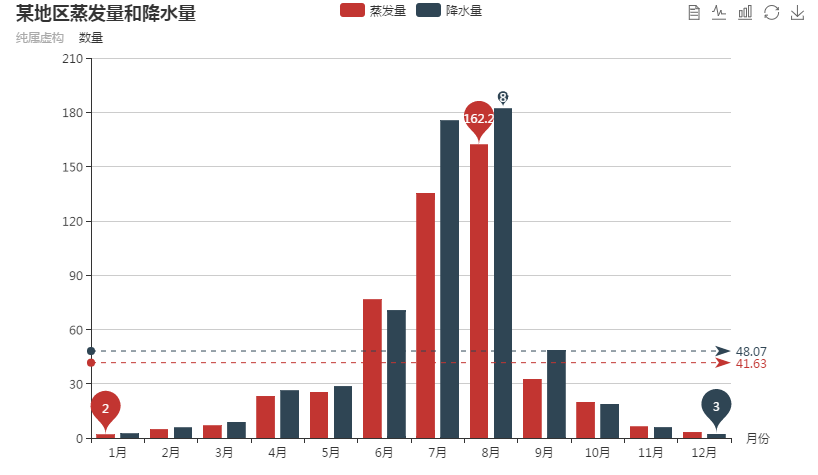 某地区蒸发量和降水量
纯属虚构
蒸发量 降水量
数量
210
180
150
120
90
60
30
0
2
162.2
8
3
48.07
41.63
1月 2月 3月 4月 5月 6月 7月 8月 9月 10月 11月 12月
月份